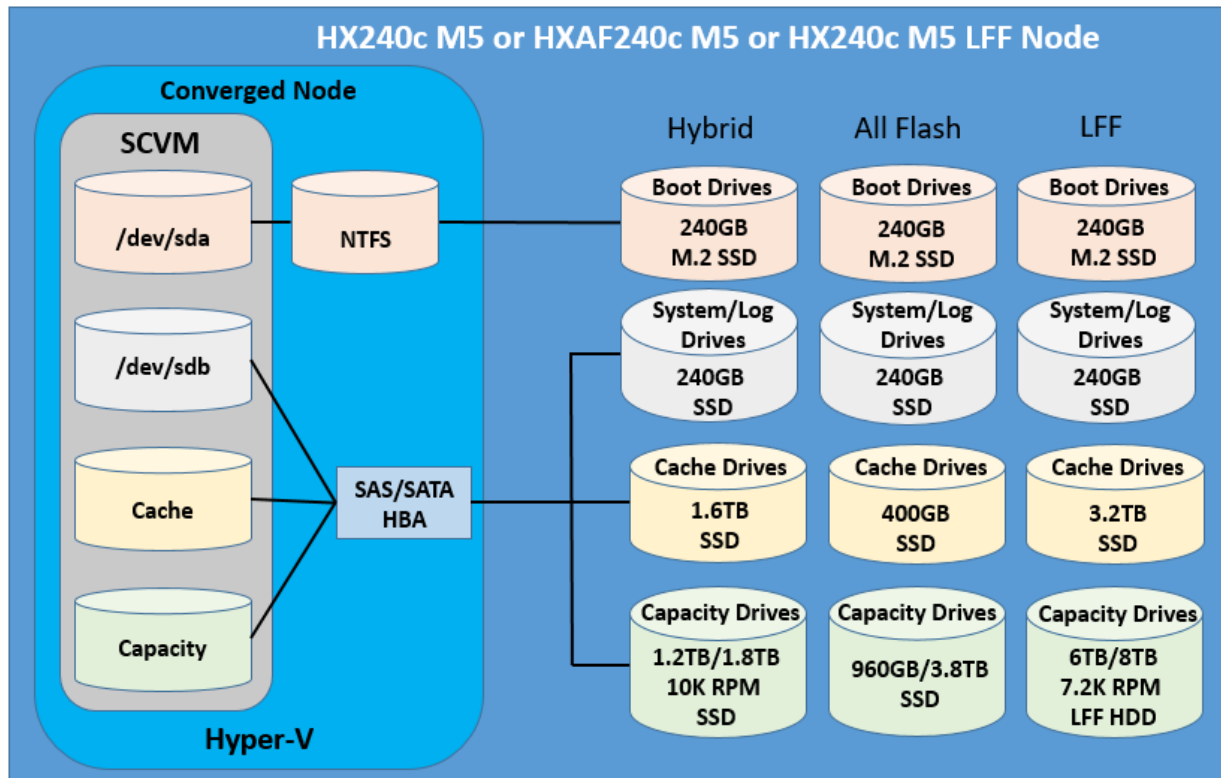 HX240c M5 or HXAF240c M5 or HX240c M5 LFF Node
Converged Node
SCVM
/dev/sda
NTFS
/dev/sdb
Cache
SAS/SATA
HBA
Capacity
Hyper-V
Hybrid
All Flash
LFF
Boot Drives
240GB
M.2 SSD
Boot Drives
240GB
M.2 SSD
Boot Drives
240GB
M.2 SSD
System/Log
Drives
240GB
SSD
System/Log
Drives
240GB
SSD
System/Log
Drives
240GB
SSD
Cache Drives
1.6TB
SSD
Cache Drives
400GB
SSD
Cache Drives
3.2TB
SSD
Capacity Drives
1.2TB/1.8TB
10K RPM
SSD
Capacity Drives
960GB/3.8TB
SSD
Capacity Drives
6TB/8TB
7.2K RPM
LFF HDD